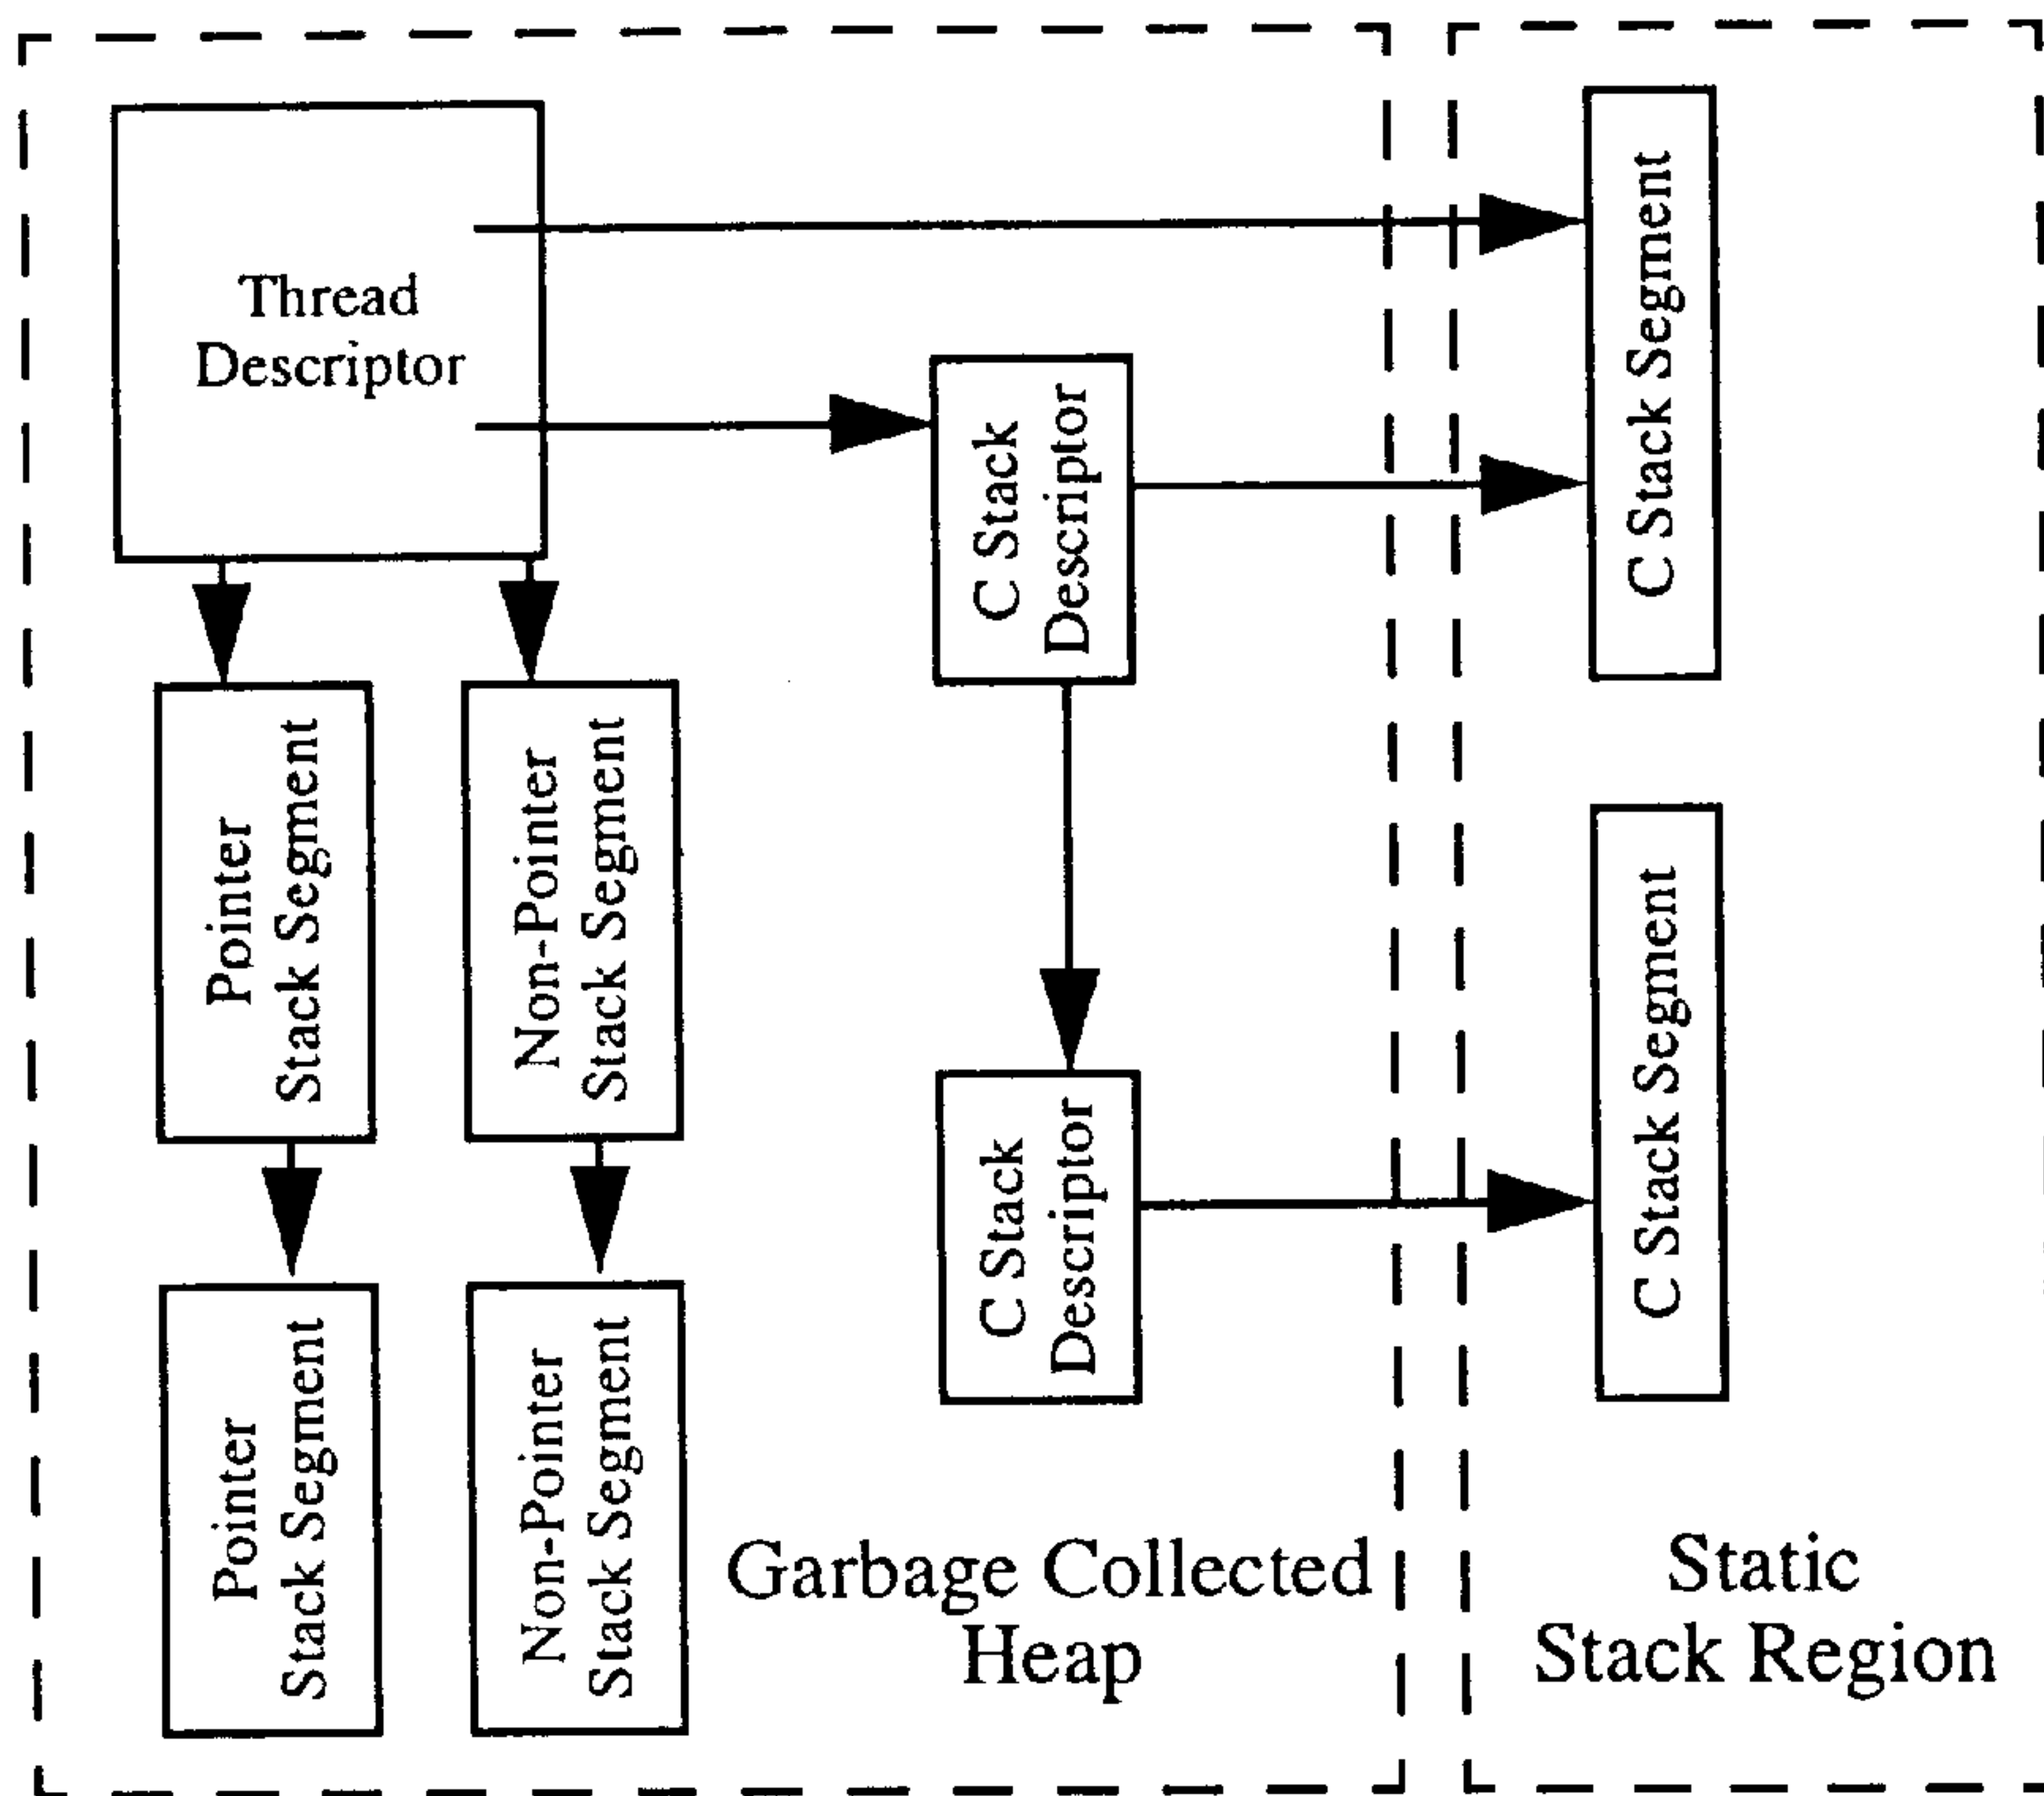 Thread
Descriptor
C Stack Segment
C Stack
Descriptor
Pointer
Stack Segment
Non-Pointer
Stack Segment
C Stack Segment
C Stack
Descriptor
Pointer
Stack Segment
Non-Pointer
Stack Segment
Garbage Collected
Heap
Static
Stack Region